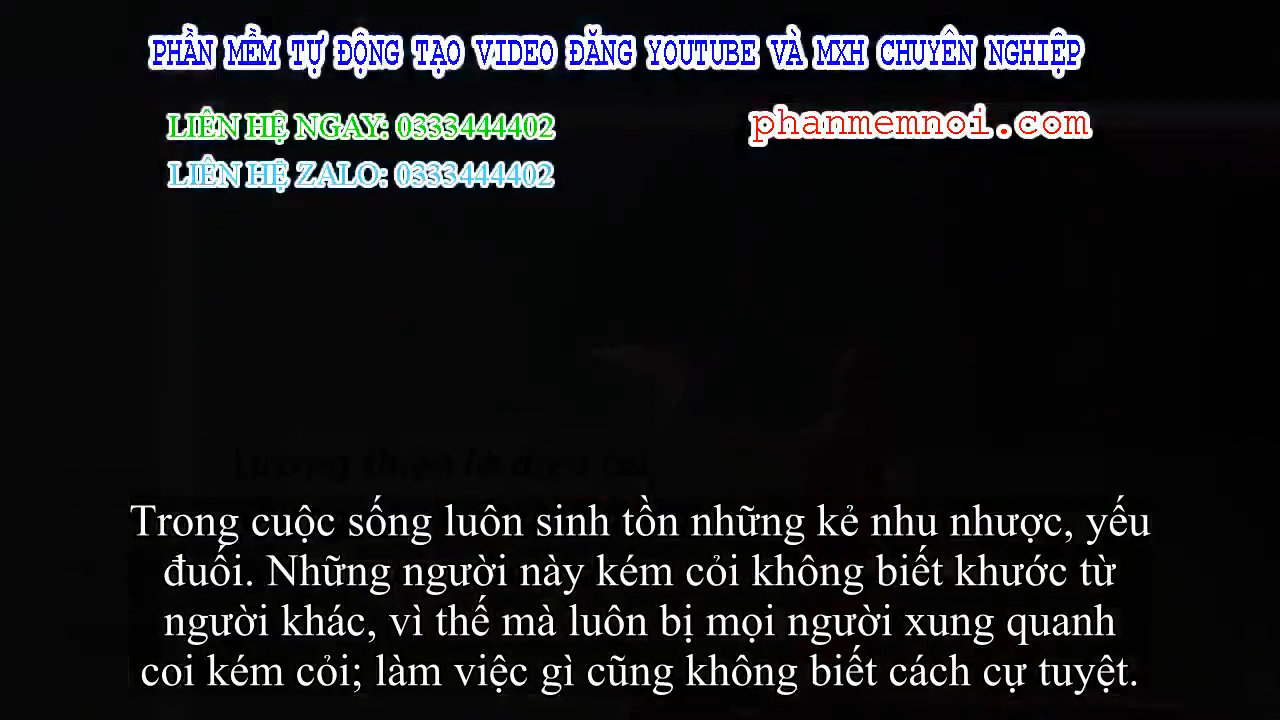 PHẦN MỀM TỰ ĐỘNG TẠO VIDEO ĐĂNG YOUTUBE VÀ MXH CHUYÊN NGHIỆP
LIÊN HỆ NGAY: 0333444402
phanmemnoi.com
LIÊN HỆ ZALO: 0333444402
Trong cuộc sống luôn sinh tồn những kẻ nhu nhược, yếu
đuối. Những người này kém cỏi không biết khước từ
người khác, vì thế mà luôn bị mọi người xung quanh
coi kém cỏi; làm việc gì cũng không biết cách cự tuyệt.